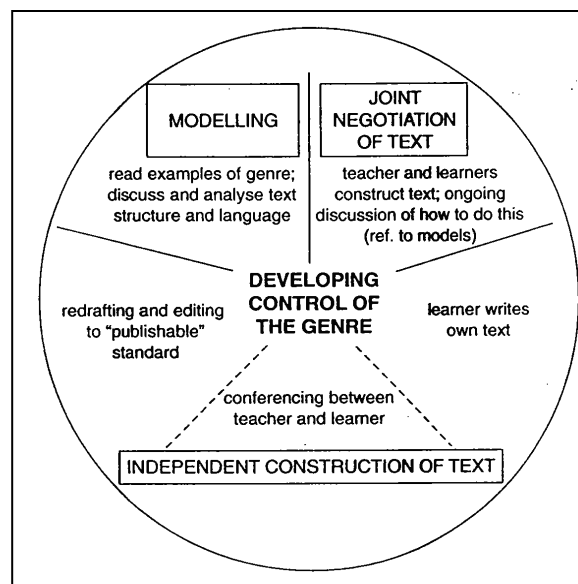 MODELLING
read examples of genre;
discuss and analyse text
structure and language
JOINT
NEGOTIATION
OF TEXT
teacher and learners
construct text; ongoing
discussion of how to do this
(ref. to models)
DEVELOPING
CONTROL OF
THE GENRE
redrafting and editing
to "publishable"
standard
learner writes
own text
conferencing between
teacher and learner
INDEPENDENT CONSTRUCTION OF TEXT